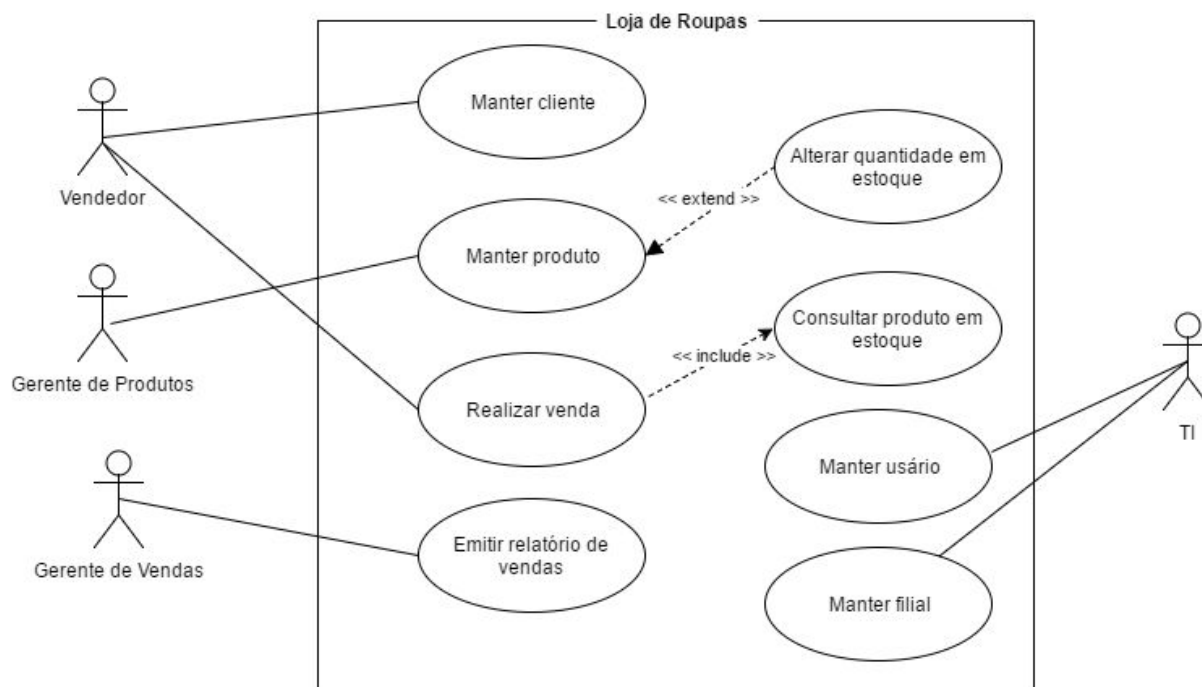 Loja de Roupas
Manter cliente
Alterar quantidade em
estoque
Vendedor
<< extend >>
Manter produto
Consultar produto em
estoque
Gerente de Produtos
<< include >>
Realizar venda
TI
Manter usário
Emitir relatório de
vendas
Gerente de Vendas
Manter filial